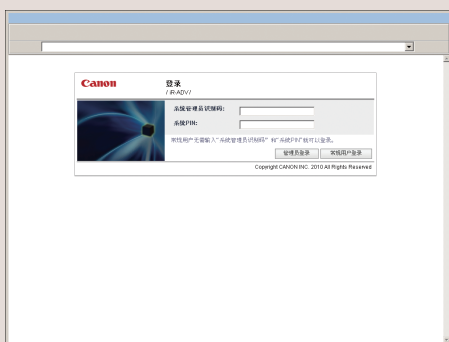 Canon
登录
/ iR-ADV /
系统管理员识别码:
系统PIN:
常规用户无需输入"系统管理员识别码" 和"系统PIN"就可以登录。
管理员登录 常规用户登录
Copyright CANON INC. 2010 All Rights Reserved